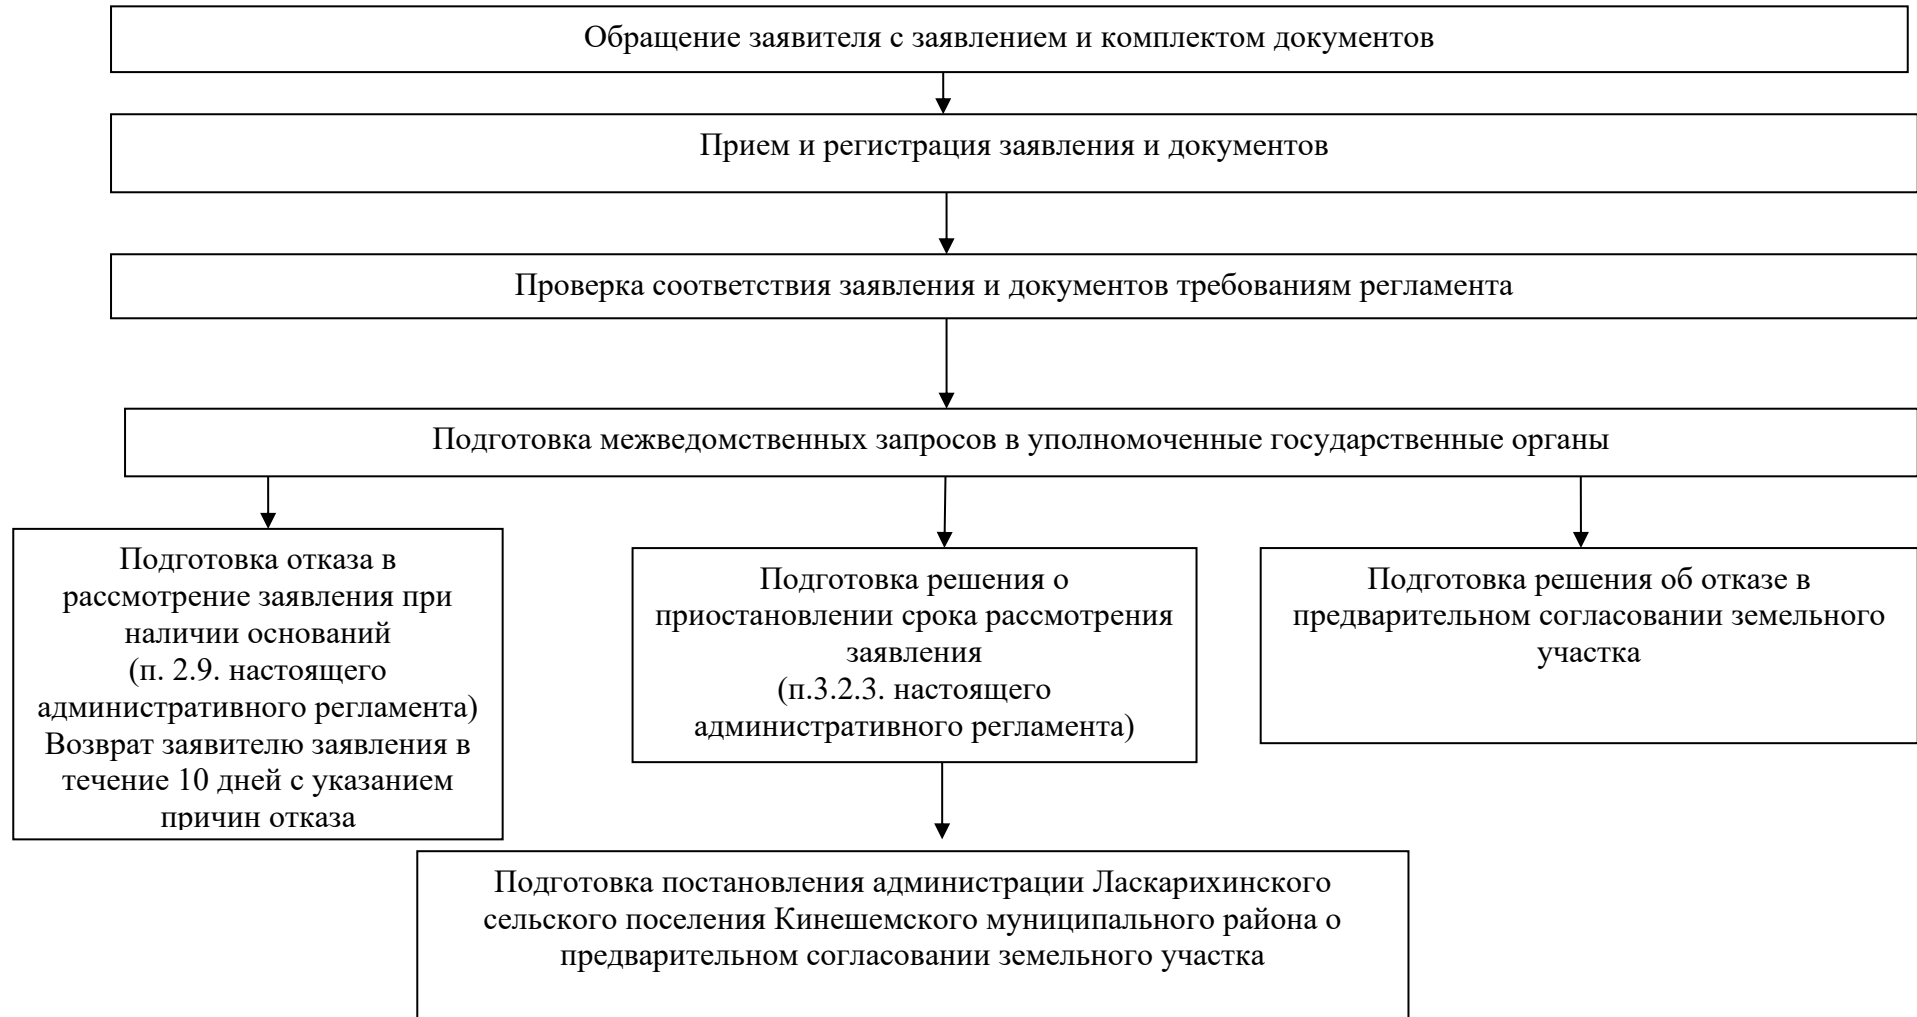 Обращение заявителя с заявлением и комплектом документов
Прием и регистрация заявления и документов
Проверка соответствия заявления и документов требованиям регламента
Подготовка межведомственных запросов в уполномоченные государственные органы
Подготовка отказа в
рассмотрение заявления при
наличии оснований
(п. 2.9. настоящего
административного регламента)
Возврат заявителю заявления в
течение 10 дней с указанием
причин отказа
Подготовка решения о
приостановлении срока рассмотрения
заявления
(п.3.2.3. настоящего
административного регламента)
Подготовка решения об отказе в
предварительном согласовании земельного
участка
Подготовка постановления администрации Ласкарихинского
сельского поселения Кинешемского муниципального района о
предварительном согласовании земельного участка